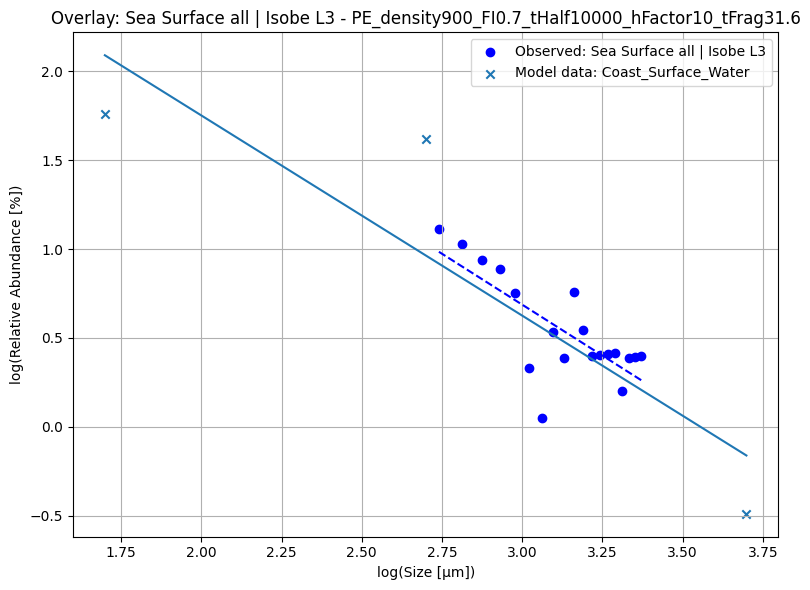 Overlay: Sea Surface all | Isobe L3 - PE_density900_FI0.7_tHalf10000_hFactor10_tFrag31.6
Observed: Sea Surface all | Isobe L3
Model data: Coast_Surface_Water
log(Relative Abundance [%])
2.0
1.5
1.0
0.5
0.0
−0.5
1.75 2.00 2.25 2.50 2.75 3.00 3.25 3.50 3.75
log(Size [μm])